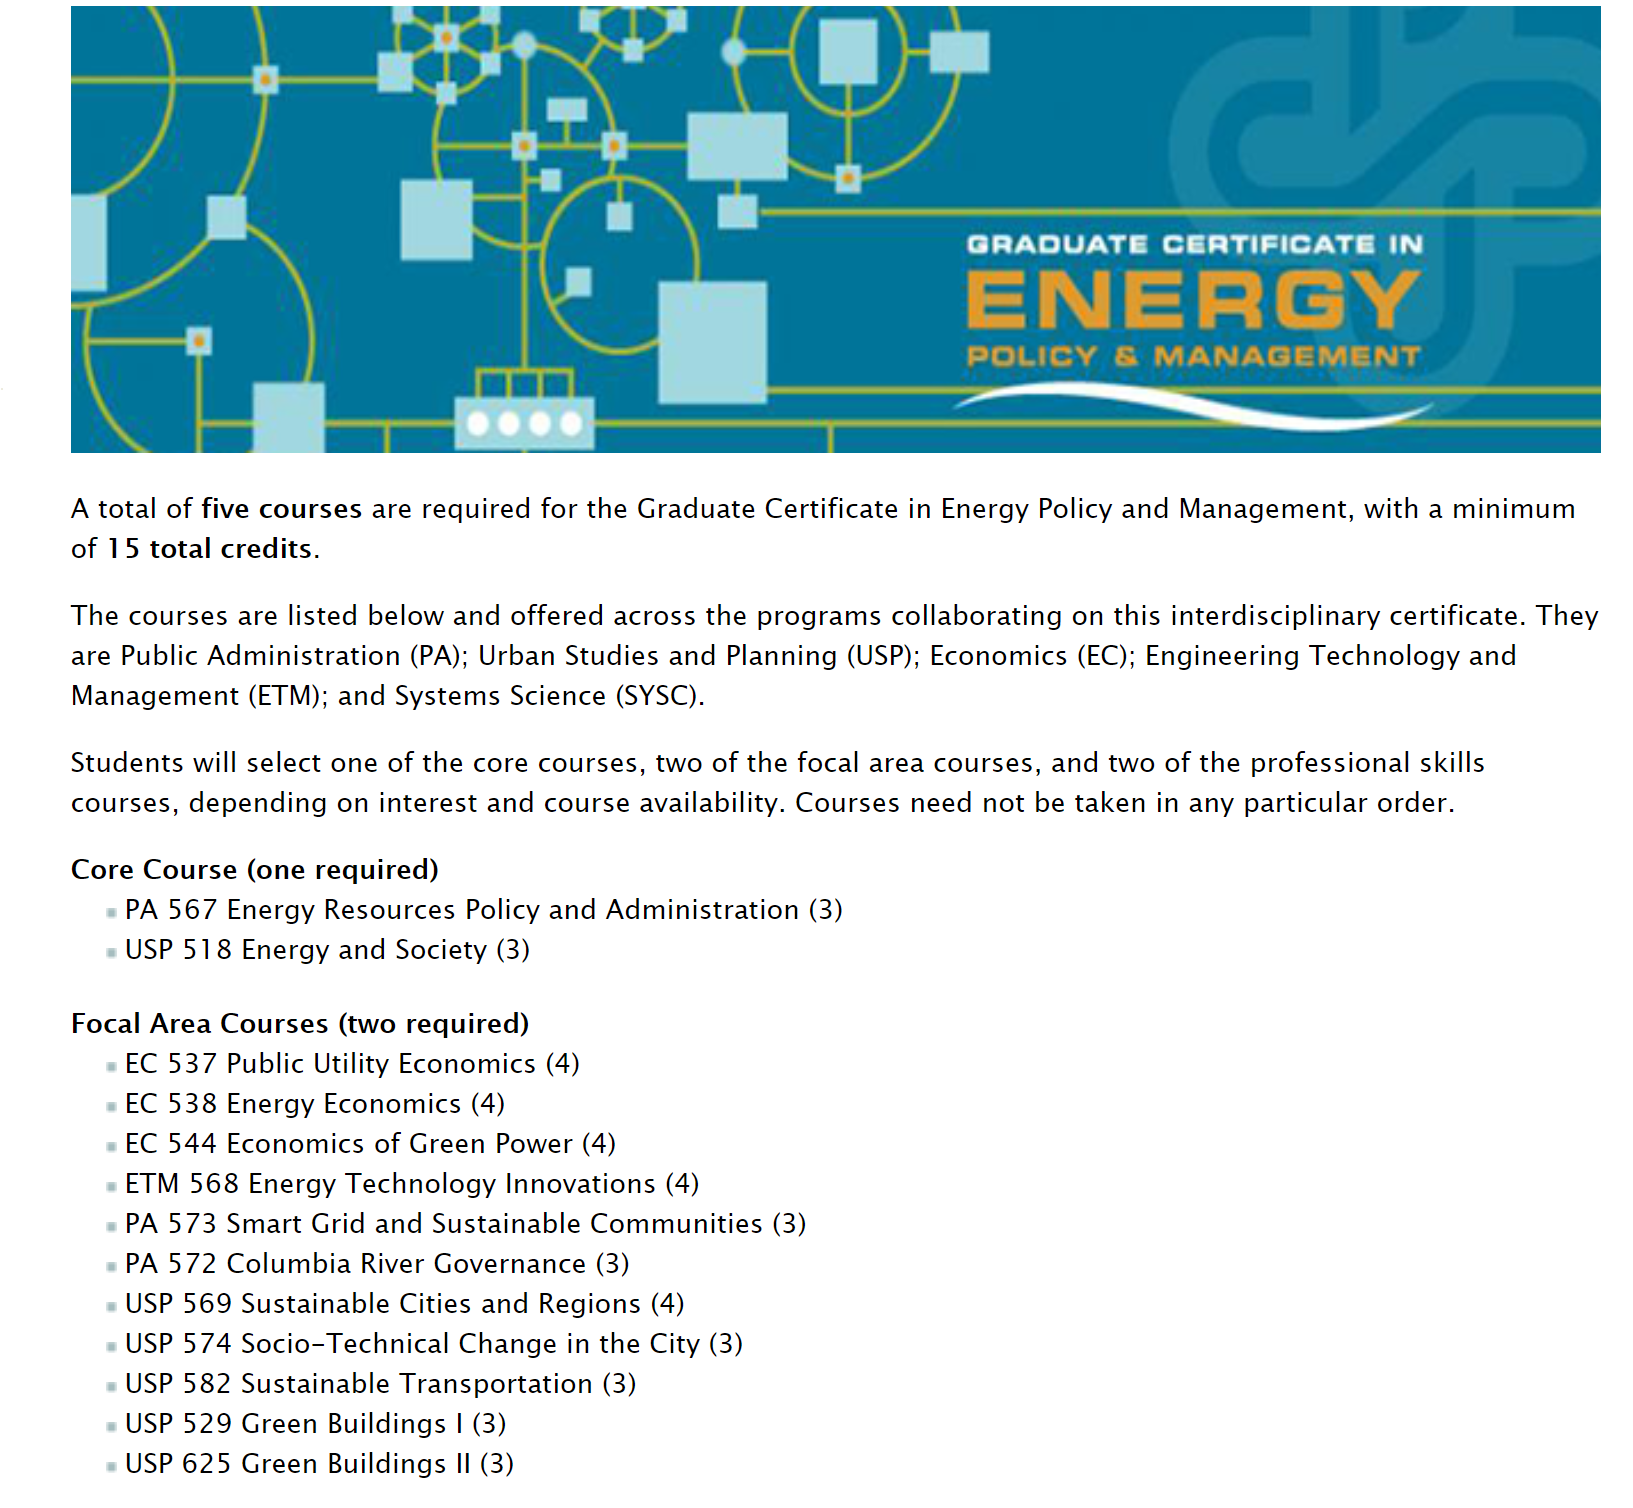 GRADUATE CERTIFICATE IN
ENERGY
POLICY & MANAGEMENT
A total of five courses are required for the Graduate Certificate in Energy Policy and Management, with a minimum
of 15 total credits.
The courses are listed below and offered across the programs collaborating on this interdisciplinary certificate. They
are Public Administration (PA); Urban Studies and Planning (USP); Economics (EC); Engineering Technology and
Management (ETM); and Systems Science (SYSC).
Students will select one of the core courses, two of the focal area courses, and two of the professional skills
courses, depending on interest and course availability. Courses need not be taken in any particular order.
Core Course (one required)
PA 567 Energy Resources Policy and Administration (3)
USP 518 Energy and Society (3)
Focal Area Courses (two required)
EC 537 Public Utility Economics (4)
EC 538 Energy Economics (4)
EC 544 Economics of Green Power (4)
ETM 568 Energy Technology Innovations (4)
PA 573 Smart Grid and Sustainable Communities (3)
PA 572 Columbia River Governance (3)
USP 569 Sustainable Cities and Regions (4)
USP 574 Socio-Technical Change in the City (3)
USP 582 Sustainable Transportation (3)
USP 529 Green Buildings I (3)
USP 625 Green Buildings II (3)